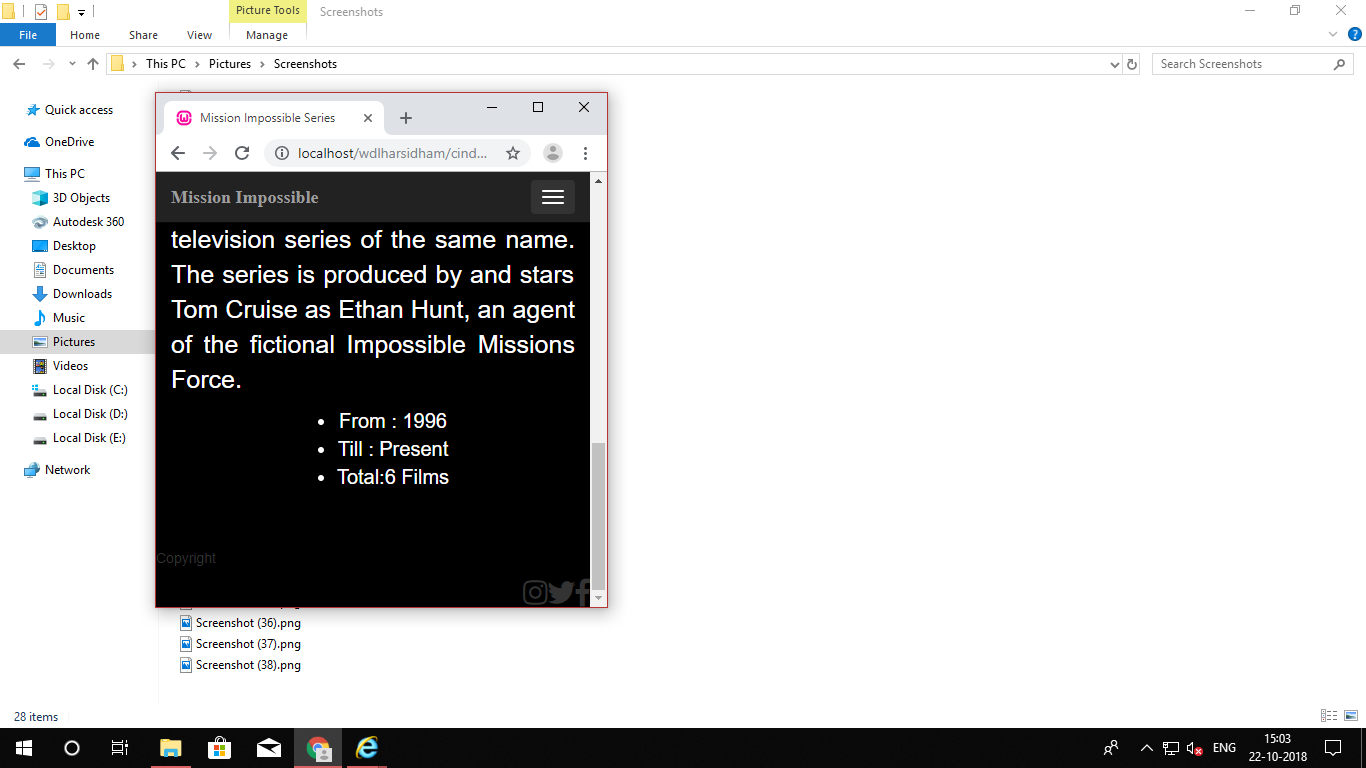 Picture Tools
Screenshots
File
Home
Share
View
Manage
This PC
Pictures
Screenshots
Search Screenshots
Quick access
OneDrive
This PC
3D Objects
Autodesk 360
Desktop
Documents
Downloads
Music
Pictures
Videos
Local Disk (C:)
Local Disk (D:)
Local Disk (E:)
Network
Mission Impossible Series
localhost/wdlharsidham/cind...
Mission Impossible
television series of the same name.
The series is produced by and stars
Tom Cruise as Ethan Hunt, an agent
of the fictional Impossible Missions
Force.
• From : 1996
• Till : Present
• Total:6 Films
Copyright
Screenshot (36).png
Screenshot (37).png
Screenshot (38).png
28 items
ENG
15:03
22-10-2018